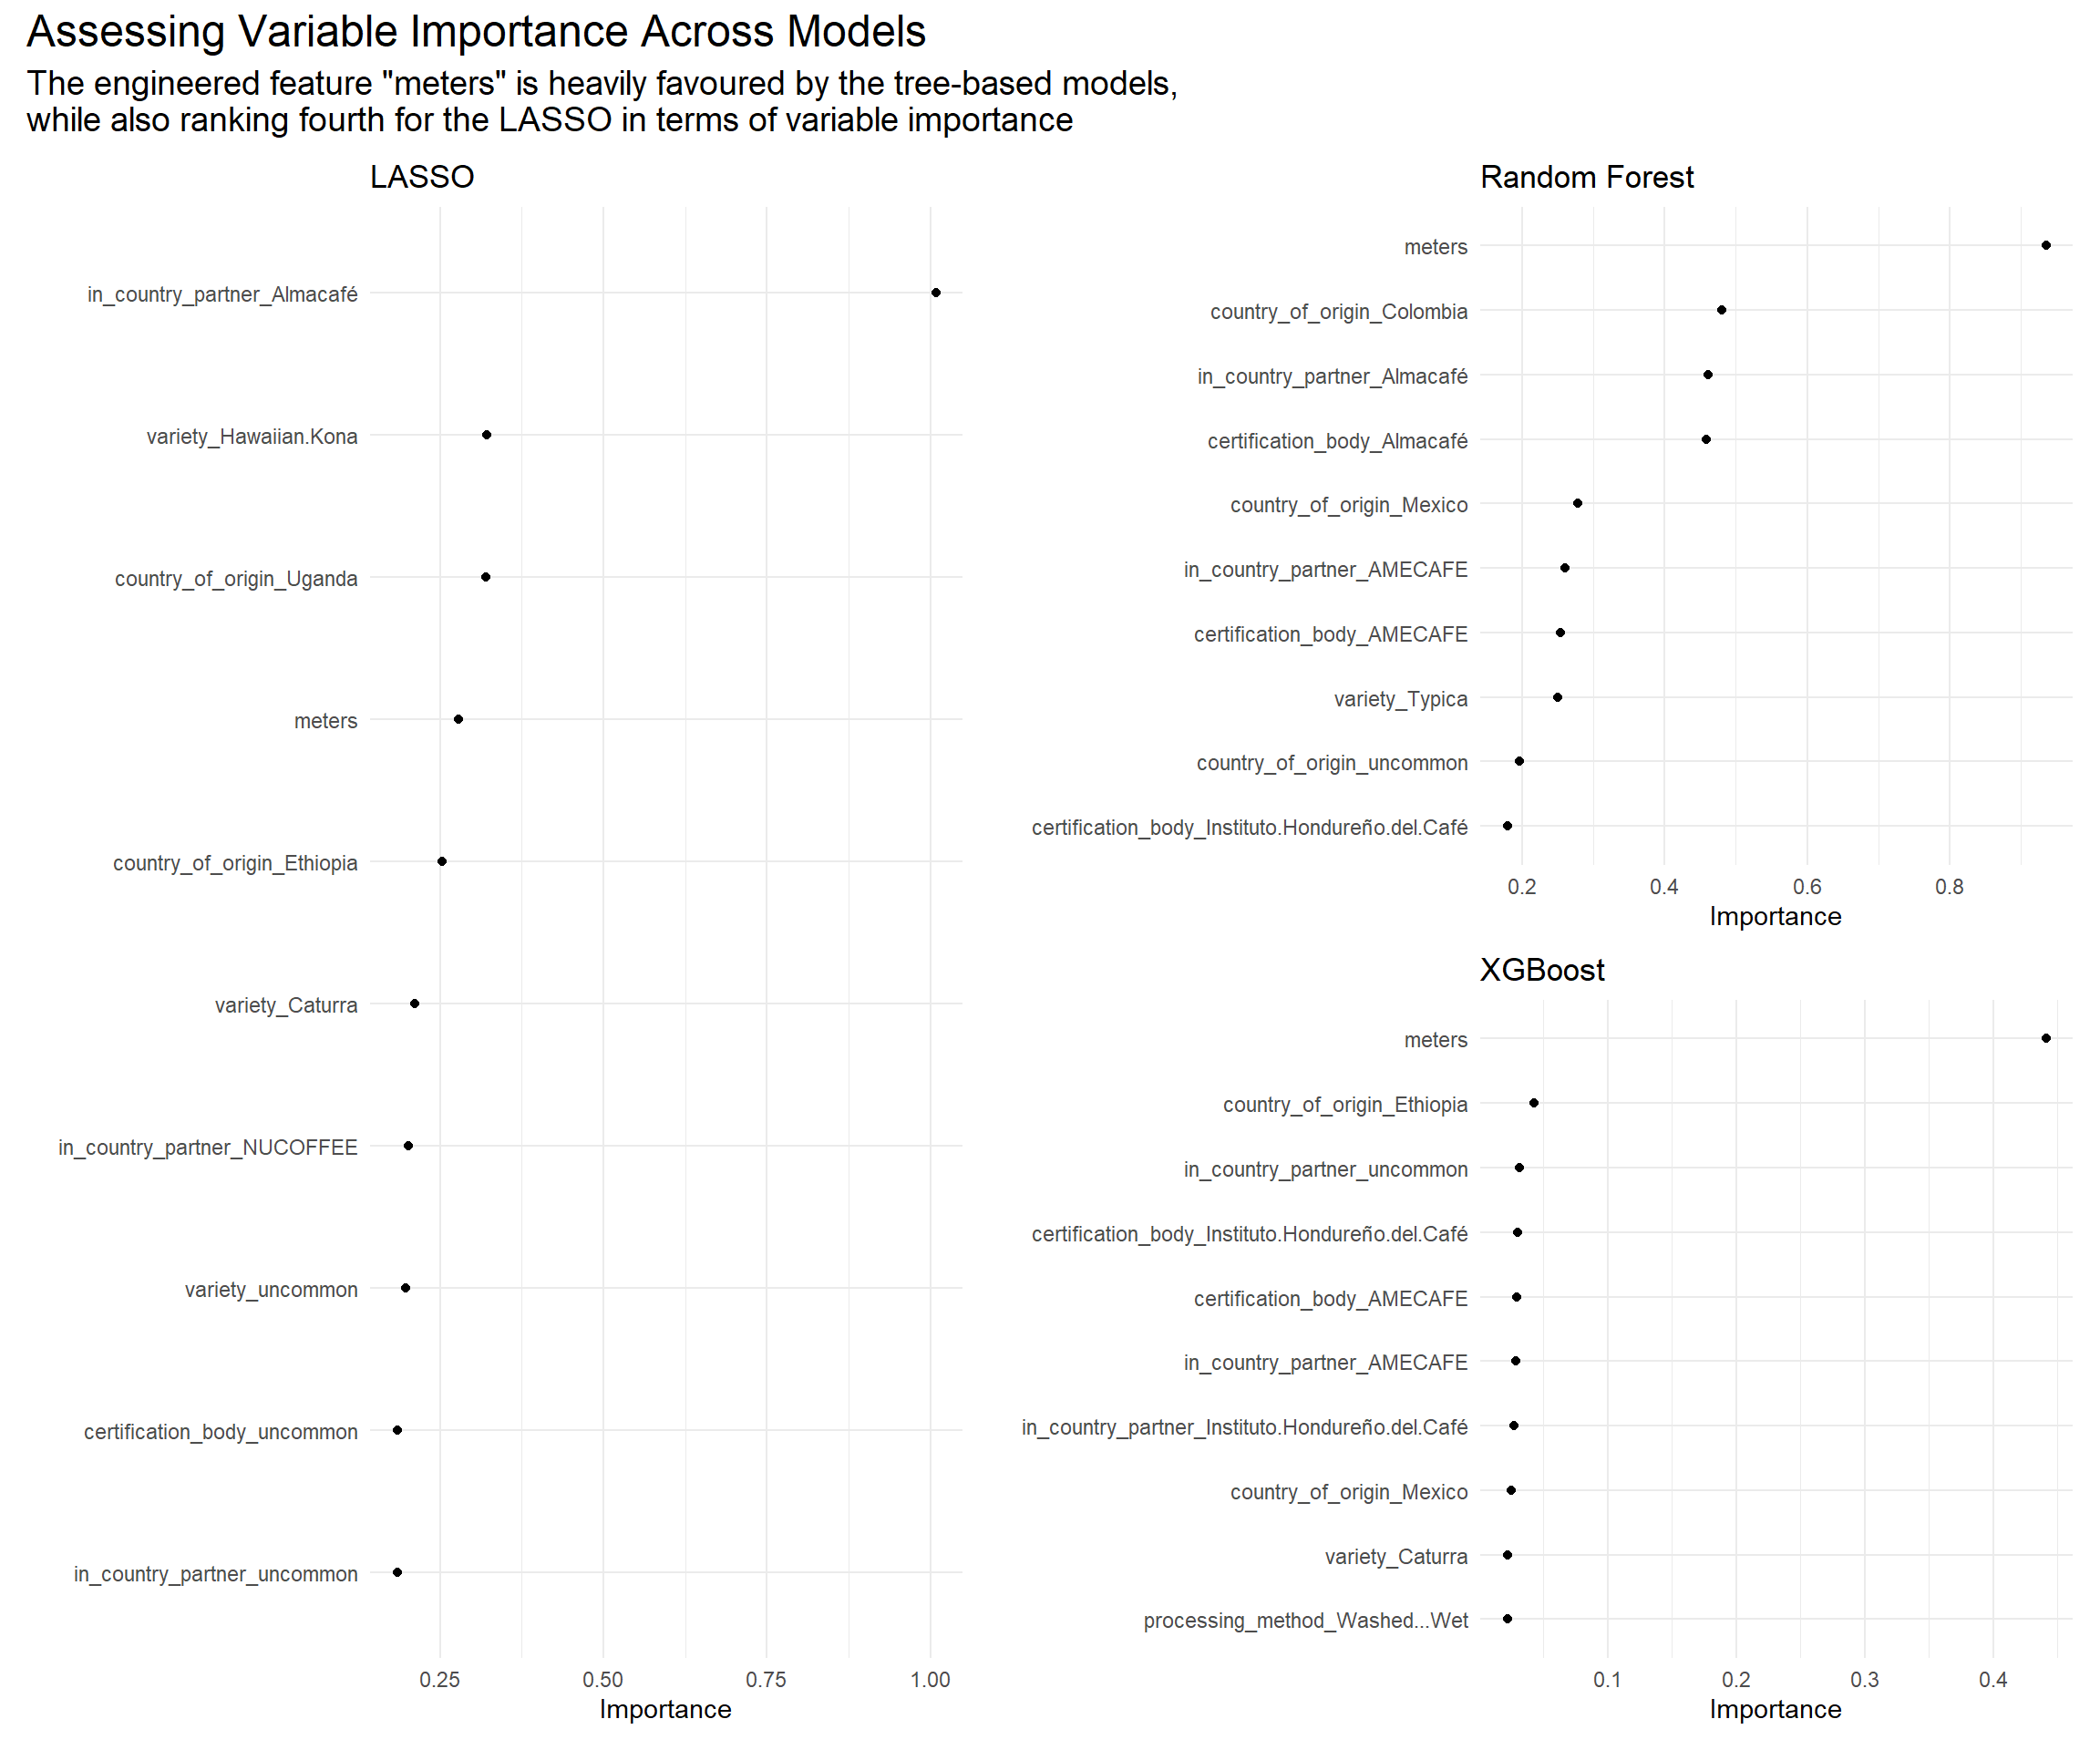 Assessing Variable Importance Across Models
The engineered feature "meters" is heavily favoured by the tree-based models,
while also ranking fourth for the LASSO in terms of variable importance
LASSO
in_country_partner_Almacafé
variety_Hawaiian.Kona
country_of_origin_Uganda
meters
country_of_origin_Ethiopia
variety_Caturra
in_country_partner_NUCOFFEE
variety_uncommon
certification_body_uncommon
in_country_partner_uncommon
0.25 0.50 0.75 1.00
Importance
Random Forest
meters
country_of_origin_Colombia
in_country_partner_Almacafé
certification_body_Almacafé
country_of_origin_Mexico
in_country_partner_AMECAFE
certification_body_AMECAFE
variety_Typica
country_of_origin_uncommon
certification_body_Instituto.Hondureño.del.Café
0.2 0.4 0.6 0.8
Importance
XGBoost
meters
country_of_origin_Ethiopia
in_country_partner_uncommon
certification_body_Instituto.Hondureño.del.Café
certification_body_AMECAFE
in_country_partner_AMECAFE
in_country_partner_Instituto.Hondureño.del.Café
country_of_origin_Mexico
variety_Caturra
processing_method_Washed...Wet
0.1 0.2 0.3 0.4
Importance